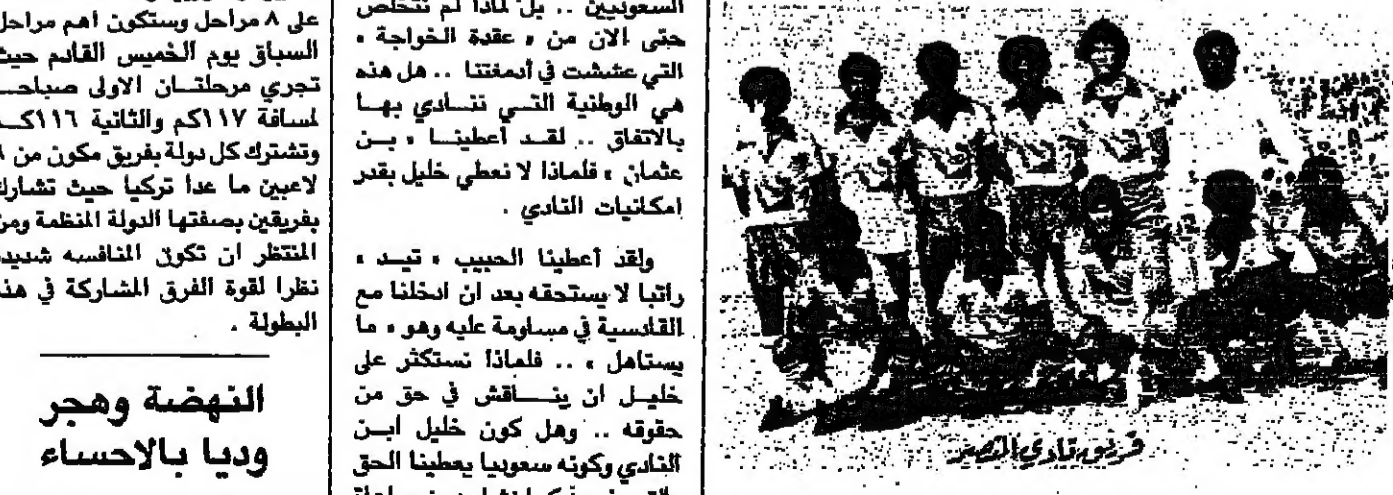 على ٨ مراحل وستكون اهم مراحل
السباق يوم الخميس القادم حيث
تجري مرحلتان الاولى صباحا
لمسافة ١١٧كم والثانية ١١٦كم
وتشترك كل دولة بفريق مكون من ٨
لاعبين ما عدا تركيا حيث تشارك
بفريقين بصفتها الدولة المنظمة ومن
المنتظر ان تكون المنافسه شديدة
نظرا لقوة الفرق المشاركة في هذه
البطولة .
النهضة وهجر
وديا بالاحساء
السعوديين .. بل لماذا لم نتخلص
حتى الان من « عقدة الخواجة »
التي عششت في أدمغتنا .. هل هذه
هي الوطنية التي ننادي بها
بالاتفاق .. لقد أعطينا « بن
عثمان » فلماذا لا نعطي خليل بقدر
امكانيات النادي .
ولقد أعطينا الحبيب « تيد »
راتبا لا يستحقه بعد ان ادخلنا مع
القادسية في مساومة عليه وهو « ما
يستاهل » .. فلماذا نستكثر على
خليل ان يناقش في حق من
حقوقه .. وهل كون خليل ابن
النادي وكونه سعوديا يعطينا الحق
فريق نادي النصر